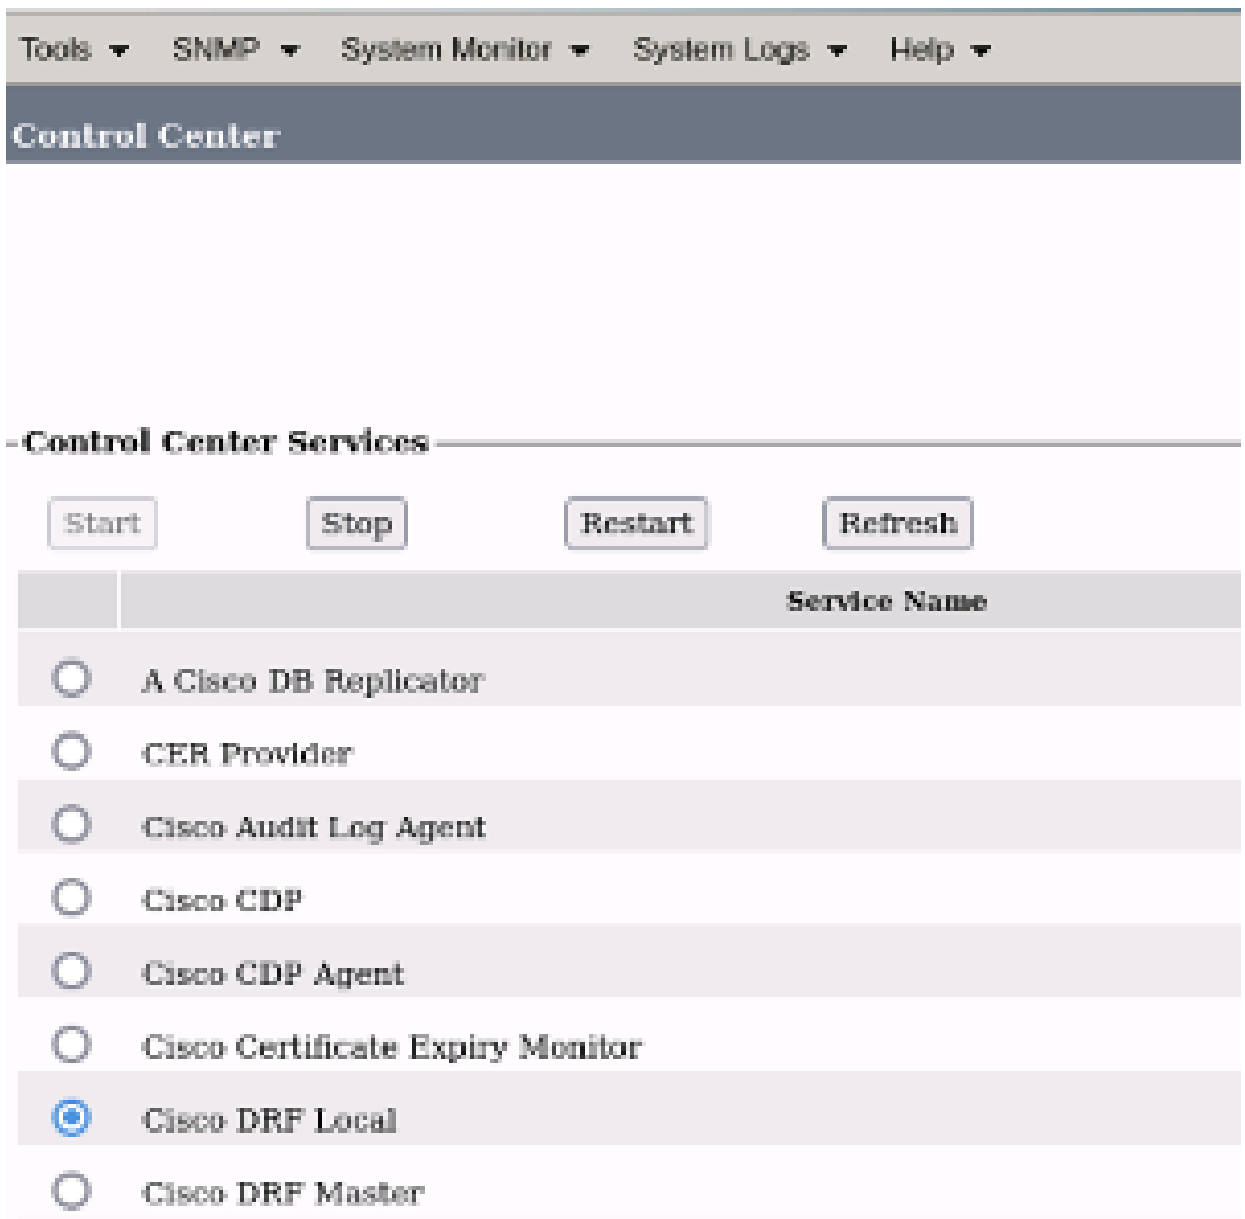 Tools SNMP System Monitor System Logs Help
Control Center
Control Center Services
Start Stop Restart Refresh
Service Name
A Cisco DB Replicator
CER Provider
Cisco Audit Log Agent
Cisco CDP
Cisco CDP Agent
Cisco Certificate Expiry Monitor
Cisco DRF Local
Cisco DRF Master